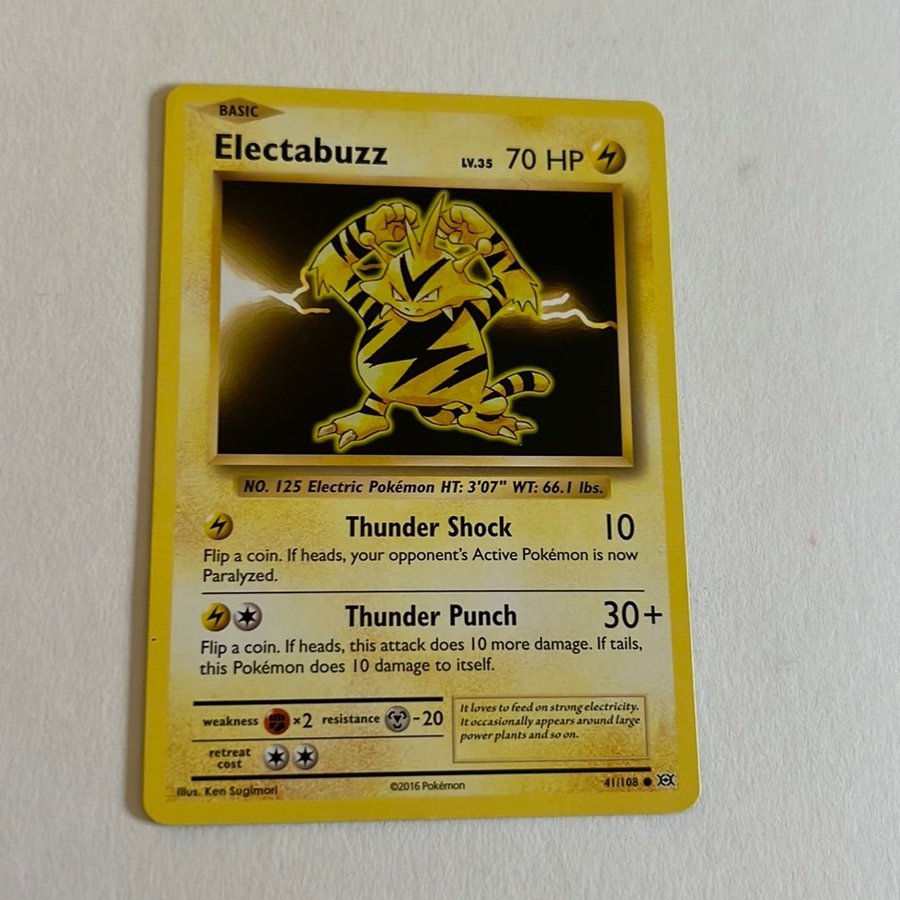 BASIC
Electabuzz LV.35 70 HP
NO. 125 Electric Pokémon HT: 3'07" WT: 66.1 lbs.
Thunder Shock 10
Flip a coin. If heads, your opponent's Active Pokémon is now
Paralyzed.
Thunder Punch 30+
Flip a coin. If heads, this attack does 10 more damage. If tails,
this Pokémon does 10 damage to itself.
weakness ×2 resistance -20
retreat
cost
It loves to feed on strong electricity.
It occasionally appears around large
power plants and so on.
Illus. Ken Sugimori ©2016 Pokémon 41/108